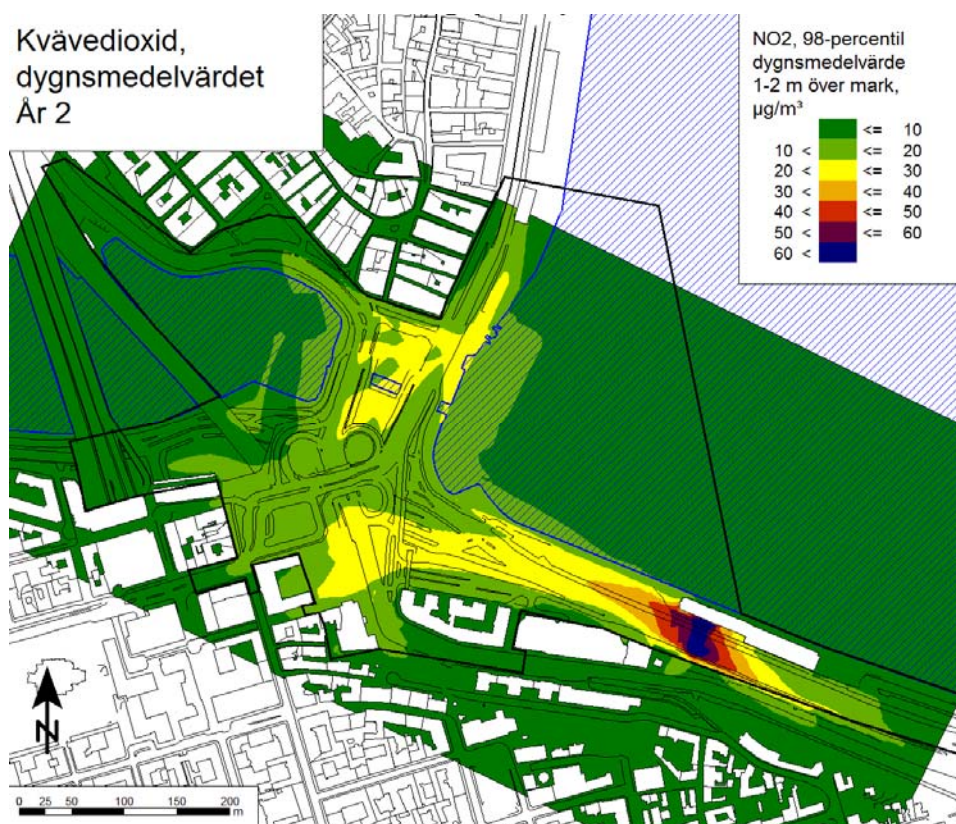 Kvävedioxid,
dygnsmedelvärdet
År 2
NO2, 98-percentil
dygnsmedelvärde
1-2 m över mark,
µg/m³
<= 10
10 < <= 20
20 < <= 30
30 < <= 40
40 < <= 50
50 < <= 60
60 <
N
0 25 50 100 150 200
m